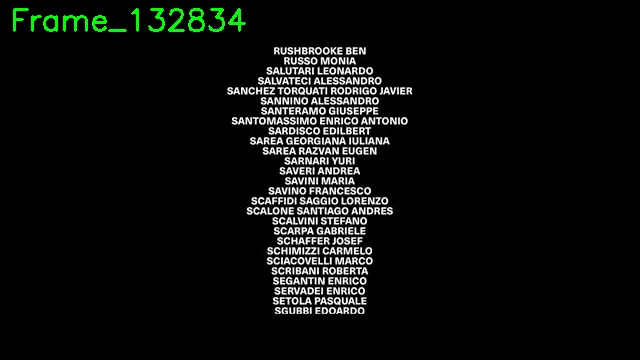 Frame_132834
RUSHBROOKE BEN
RUSSO MONIA
SALUTARI LEONARDO
SALVATECI ALESSANDRO
SANCHEZ TORQUATI RODRIGO JAVIER
SANNINO ALESSANDRO
SANTERAMO GIUSEPPE
SANTOMASSIMO ENRICO ANTONIO
SARDISCO EDILBERT
SAREA GEORGIANA IULIANA
SAREA RAZVAN EUGEN
SARNARI YURI
SAVERI ANDREA
SAVINI MARIA
SAVINO FRANCESCO
SCAFFIDI SAGGIO LORENZO
SCALONE SANTIAGO ANDRES
SCALVINI STEFANO
SCARPA GABRIELE
SCHAFFER JOSEF
SCHIMIZZI CARMELO
SCIACOVELLI MARCO
SCRIBANI ROBERTA
SEGANTIN ENRICO
SERVADEI ENRICO
SETOLA PASQUALE
SGUBBI EDOARDO